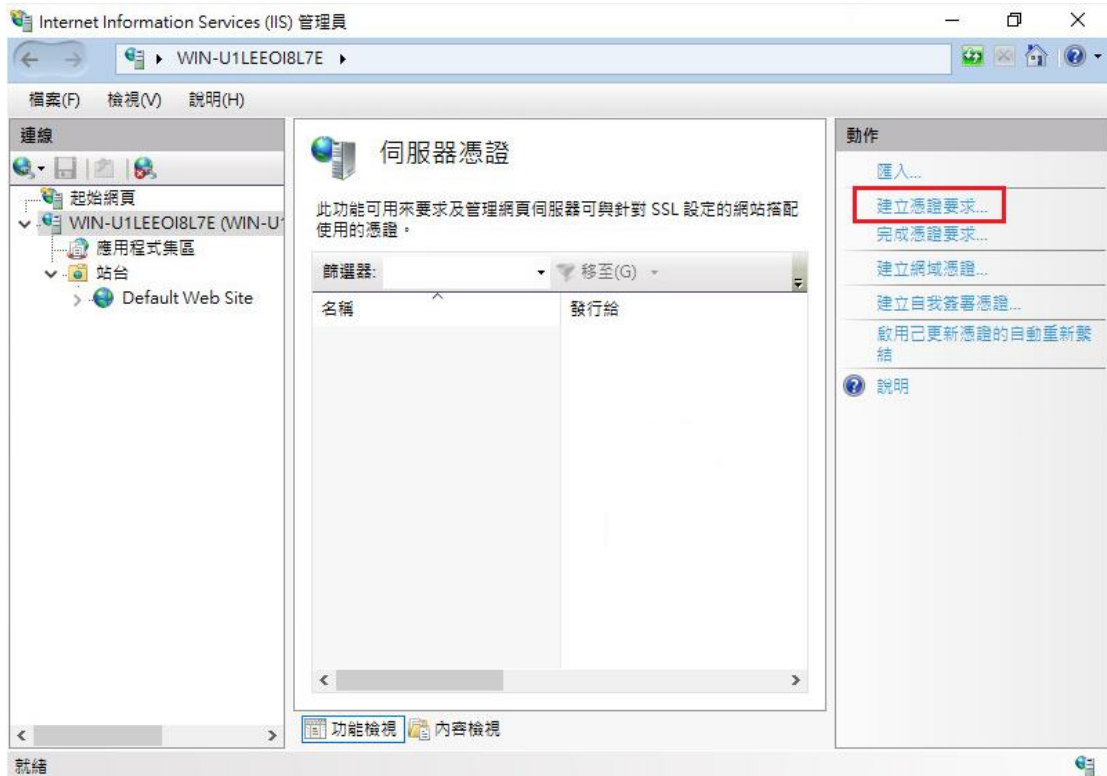 Internet Information Services (IIS) 管理員
WIN-U1LEEOI8L7E
檔案(F) 檢視(V) 說明(H)
連線
起始網頁
WIN-U1LEEOI8L7E (WIN-U1
應用程式集區
站台
Default Web Site
伺服器憑證
此功能可用來要求及管理網頁伺服器可與針對 SSL 設定的網站搭配
使用的憑證。
篩選器: 移至(G)
名稱 發行給
功能檢視 內容檢視
動作
匯入...
建立憑證要求...
完成憑證要求...
建立網域憑證...
建立自我簽署憑證...
啟用已更新憑證的自動重新繫
結
說明
就緒